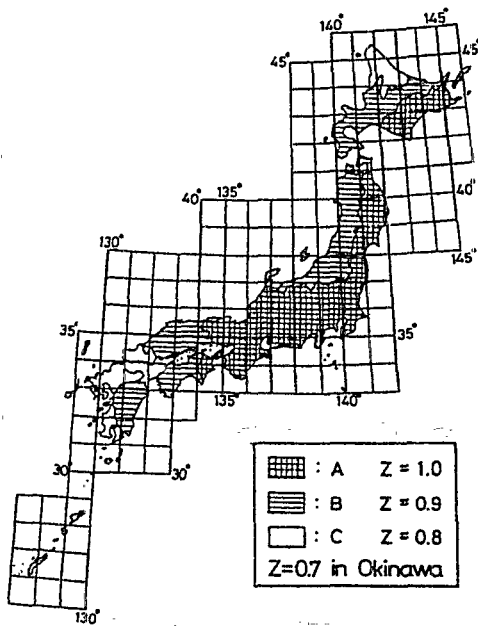 140° 145°
45° 45°
40° 135°
40°
130°
145°
35° 35°
135° 140°
30 30°
130°
: A Z = 1.0
: B Z = 0.9
: C Z = 0.8
Z=0.7 in Okinawa